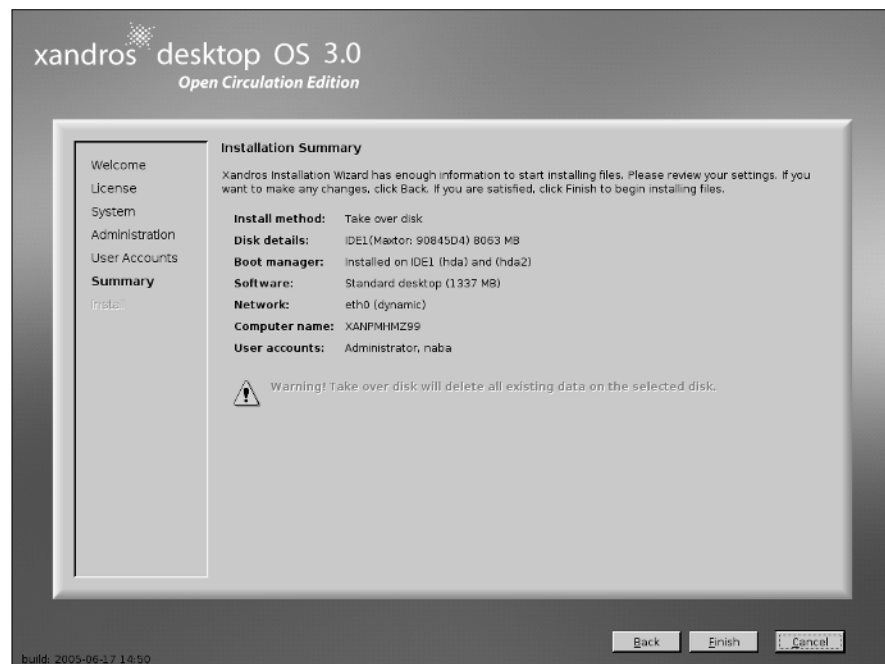 xandros desktop OS 3.0
Open Circulation Edition
Welcome
License
System
Administration
User Accounts
Summary
Install
Installation Summary
Xandros Installation Wizard has enough information to start installing files. Please review your settings. If you
want to make any changes, click Back. If you are satisfied, click Finish to begin installing files.
Install method: Take over disk
Disk details: IDE1(Maxtor: 90845D4) 8063 MB
Boot manager: Installed on IDE1 (hda) and (hda2)
Software: Standard desktop (1337 MB)
Network: eth0 (dynamic)
Computer name: XANPMHMZ99
User accounts: Administrator, naba
Warning! Take over disk will delete all existing data on the selected disk.
Back Finish Cancel
build: 2005-06-17 14:50